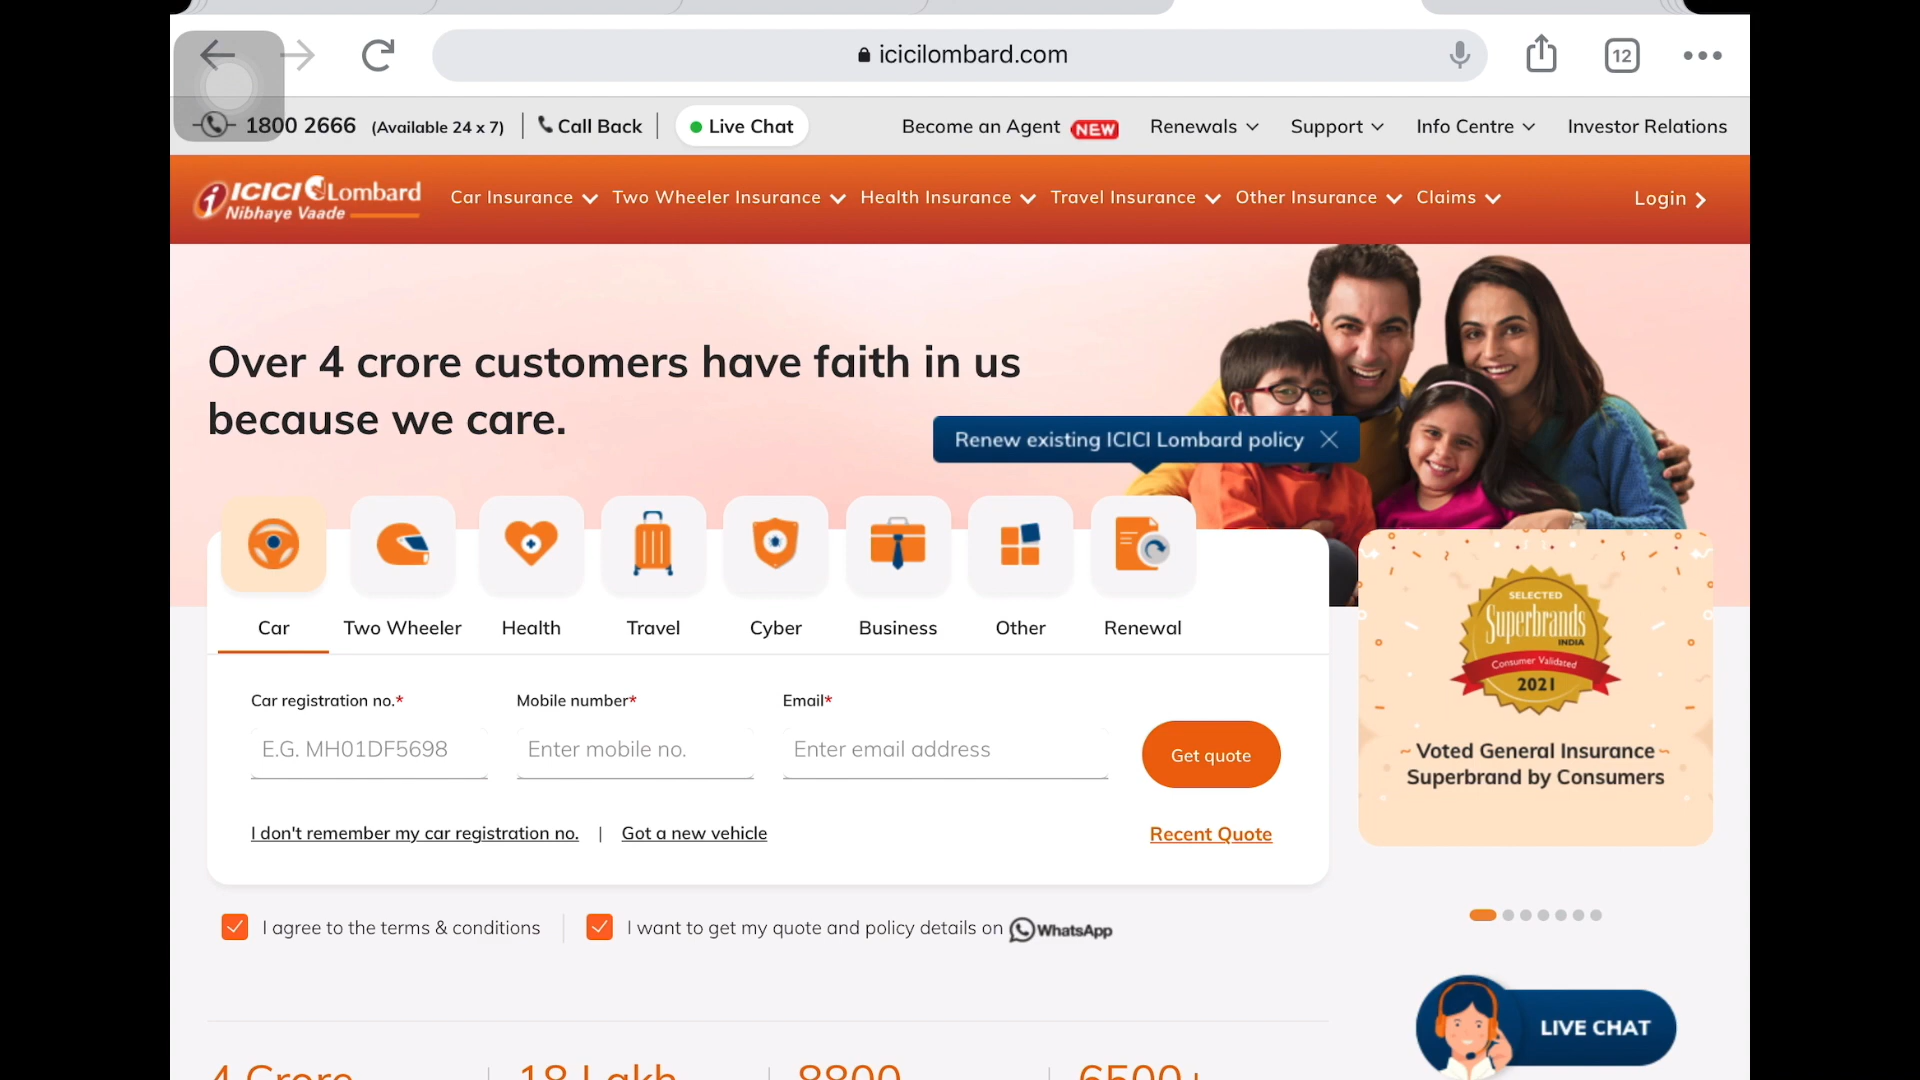 icicilombard.com
12
1800 2666 (Available 24 x 7) Call Back Live Chat Become an Agent NEW Renewals Support Info Centre Investor Relations
ICICI Lombard
Nibhaye Vaade
Car Insurance Two Wheeler Insurance Health Insurance Travel Insurance Other Insurance Claims Login
Over 4 crore customers have faith in us
because we care.
Renew existing ICICI Lombard policy
Car Two Wheeler Health Travel Cyber Business Other Renewal
Car registration no.* Mobile number* Email*
E.G. MH01DF5698 Enter mobile no. Enter email address Get quote
I don't remember my car registration no. | Got a new vehicle Recent Quote
I agree to the terms & conditions I want to get my quote and policy details on WhatsApp
SELECTED
Superbrands
INDIA
Consumer Validated
2021
~ Voted General Insurance ~
Superbrand by Consumers
LIVE CHAT
4 Crore 18 Lakh 8800 6500+